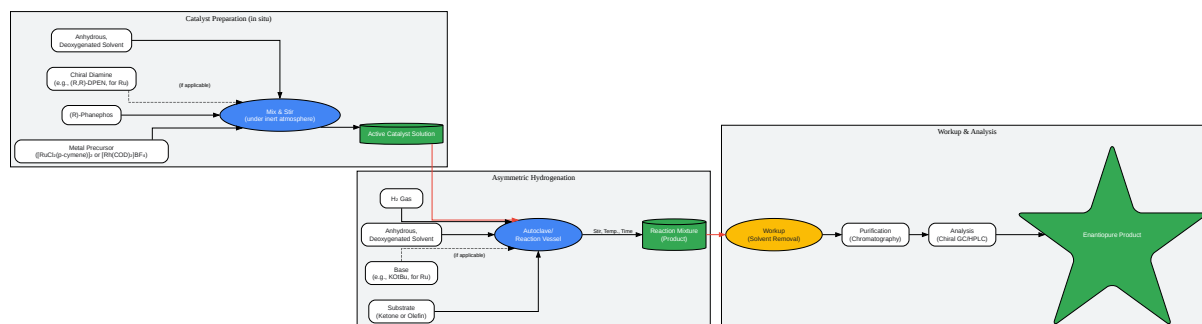 Catalyst Preparation (in situ)
Anhydrous,
Deoxygenated Solvent
Chiral Diamine
(e.g., (R,R)-DPEN, for Ru)
(if applicable)
(R)-Phanephos
Mix & Stir
(under inert atmosphere)
Metal Precursor
([RuCl₂(p-cymene)]₂ or [Rh(COD)₂]BF₄)
Active Catalyst Solution
Asymmetric Hydrogenation
H₂ Gas
Anhydrous,
Deoxygenated Solvent
Autoclave/
Reaction Vessel
Stir, Temp., Time
Reaction Mixture
(Product)
(if applicable)
Base
(e.g., KOtBu, for Ru)
Substrate
(Ketone or Olefin)
Workup & Analysis
Workup
(Solvent Removal)
Purification
(Chromatography)
Analysis
(Chiral GC/HPLC)
Enantiopure Product